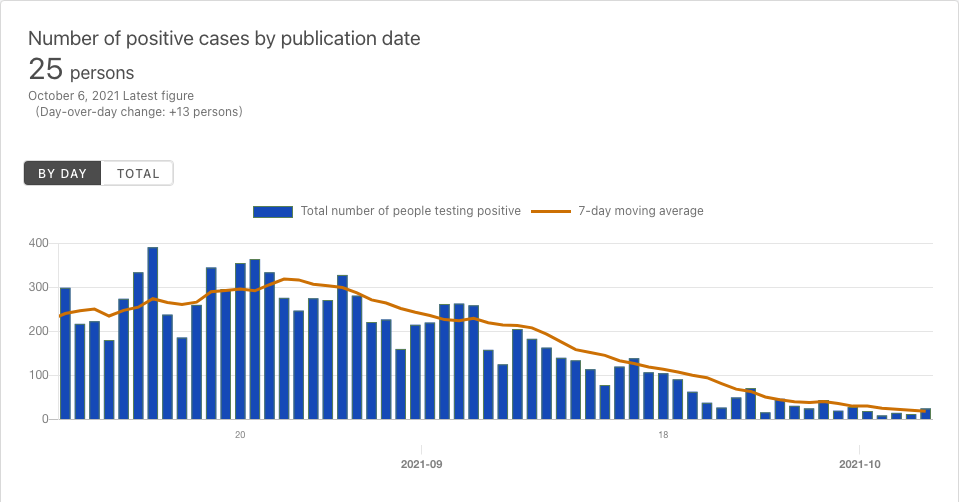 Number of positive cases by publication date
25 persons
October 6, 2021 Latest figure
(Day-over-day change: +13 persons)
BY DAY TOTAL
Total number of people testing positive 7-day moving average
400
300
200
100
0
20 18
2021-09 2021-10